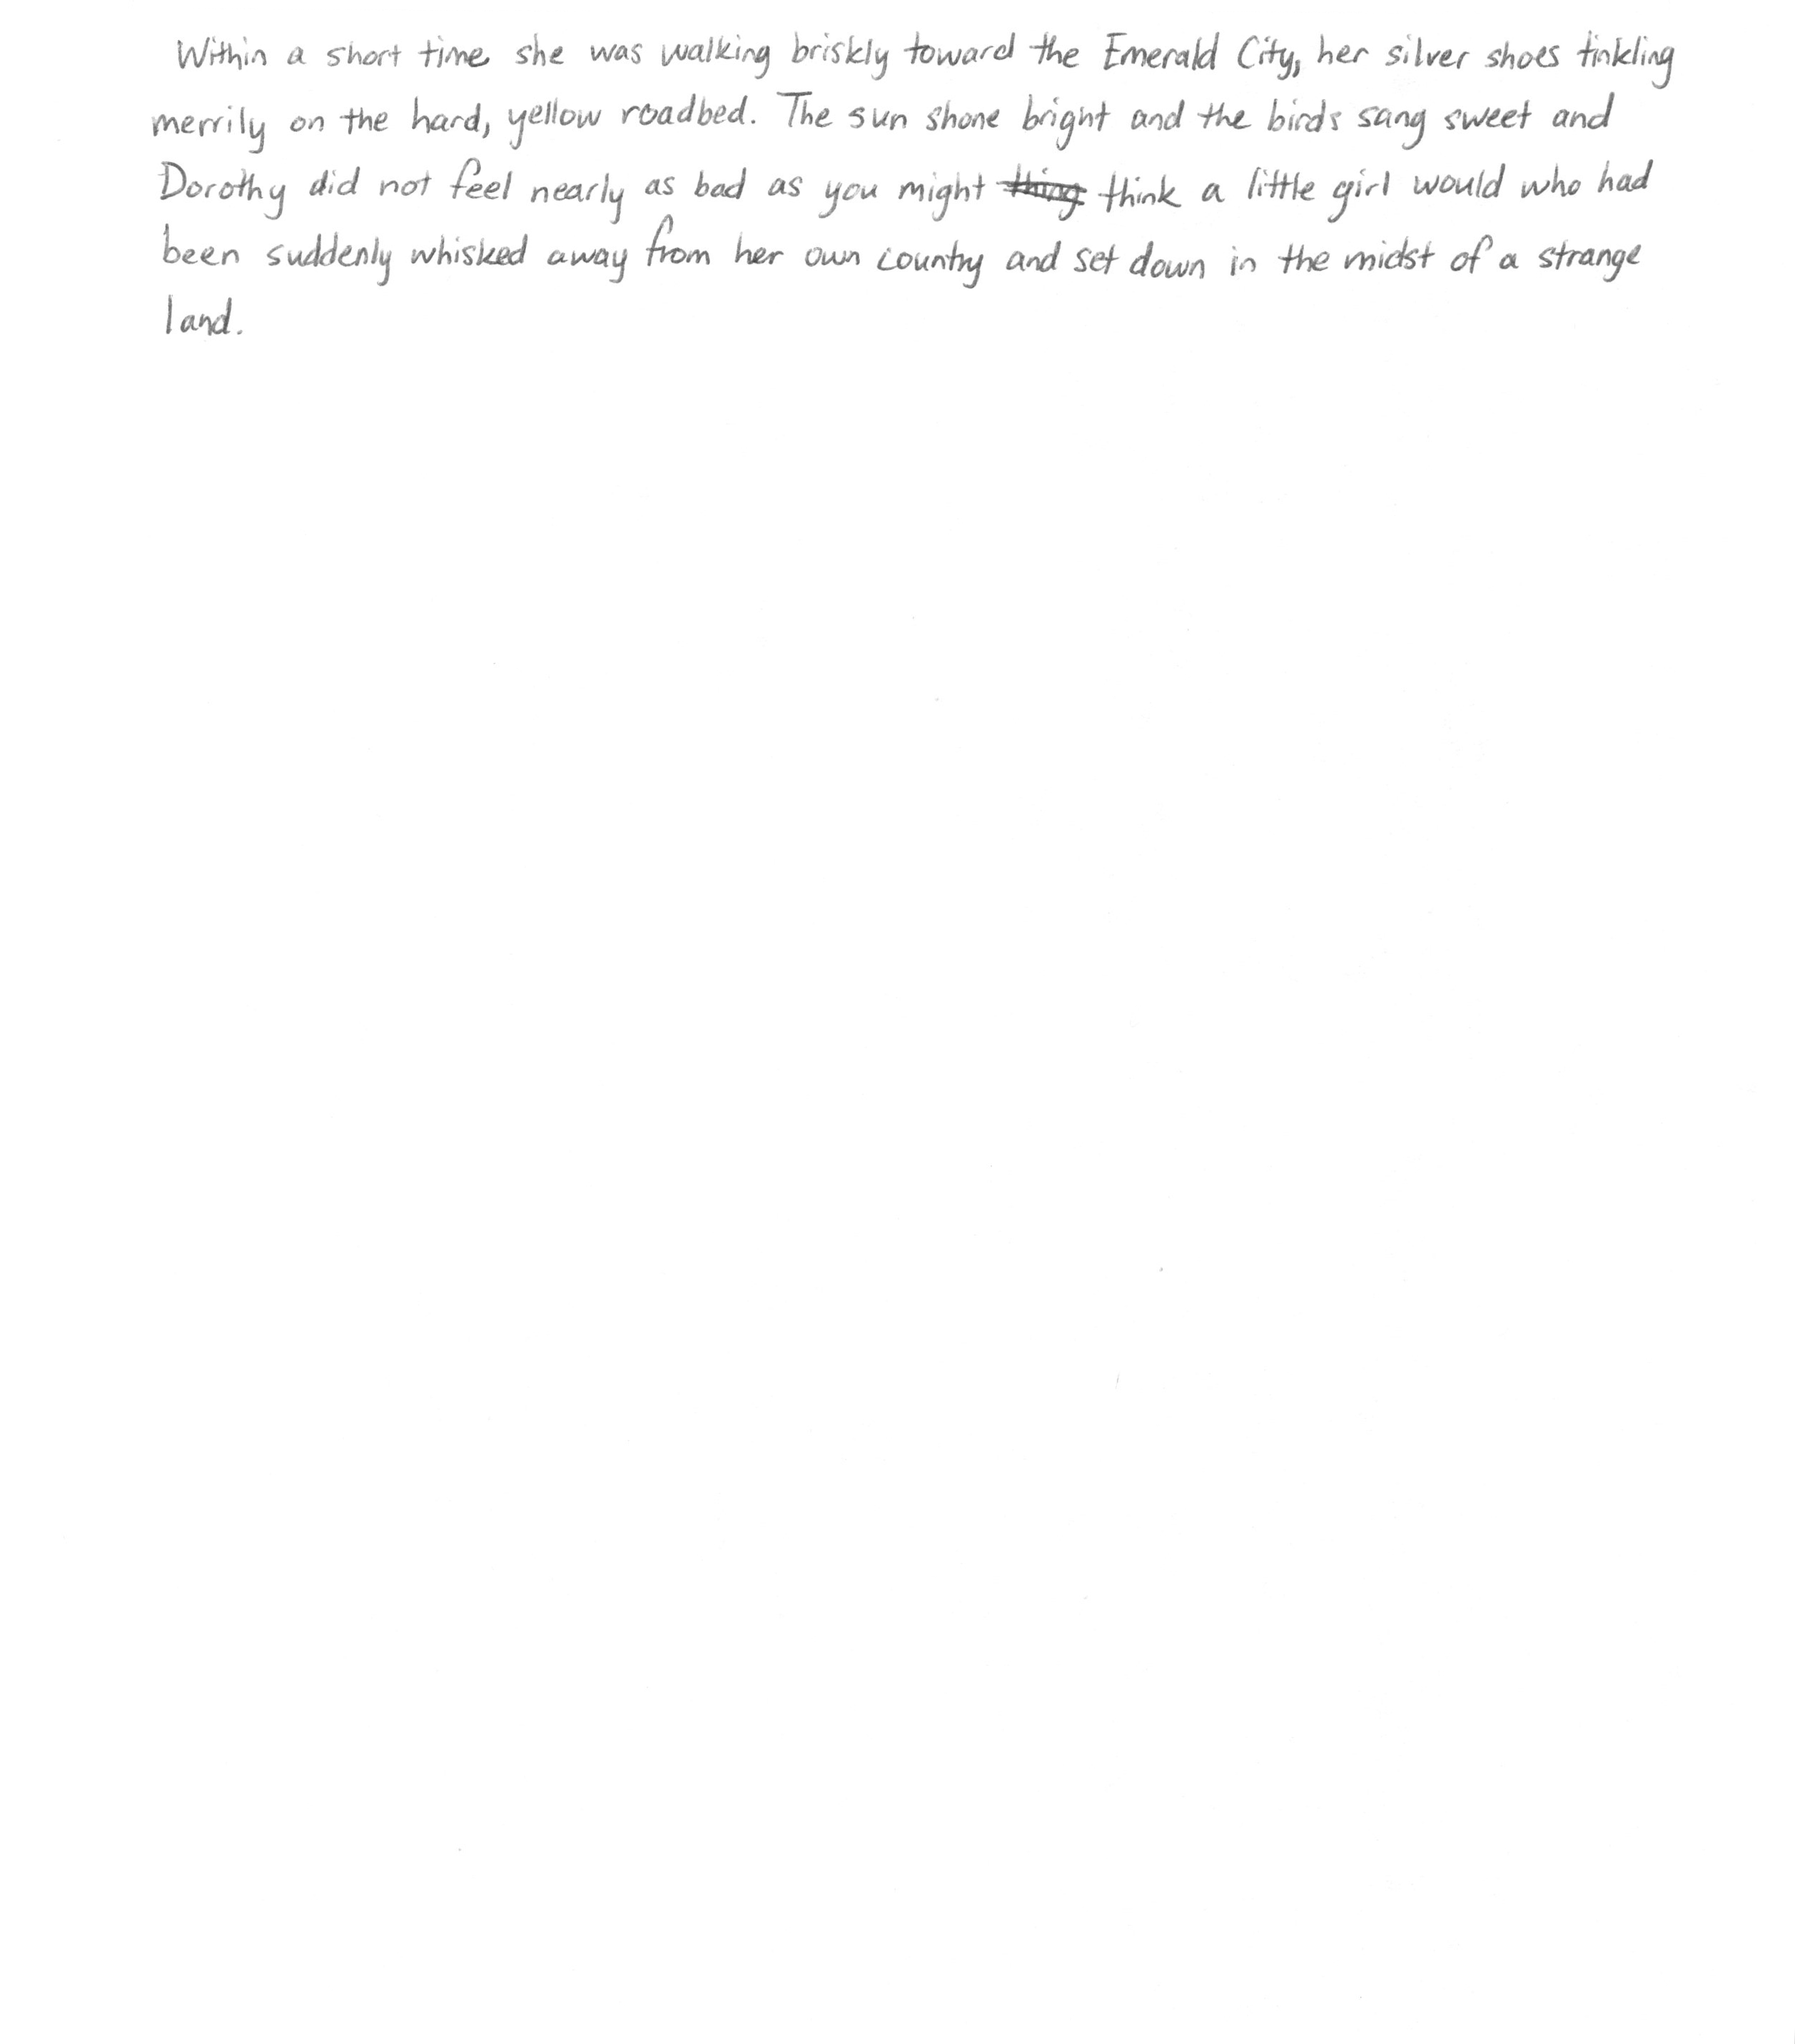 Within a short time she was walking briskly toward the Emerald City, her silver shoes tinkling
merrily on the hard, yellow roadbed. The sun shone bright and the birds sang sweet and
Dorothy did not feel nearly as bad as you might thing think a little girl would who had
been suddenly whisked away from her own country and set down in the midst of a strange
land.